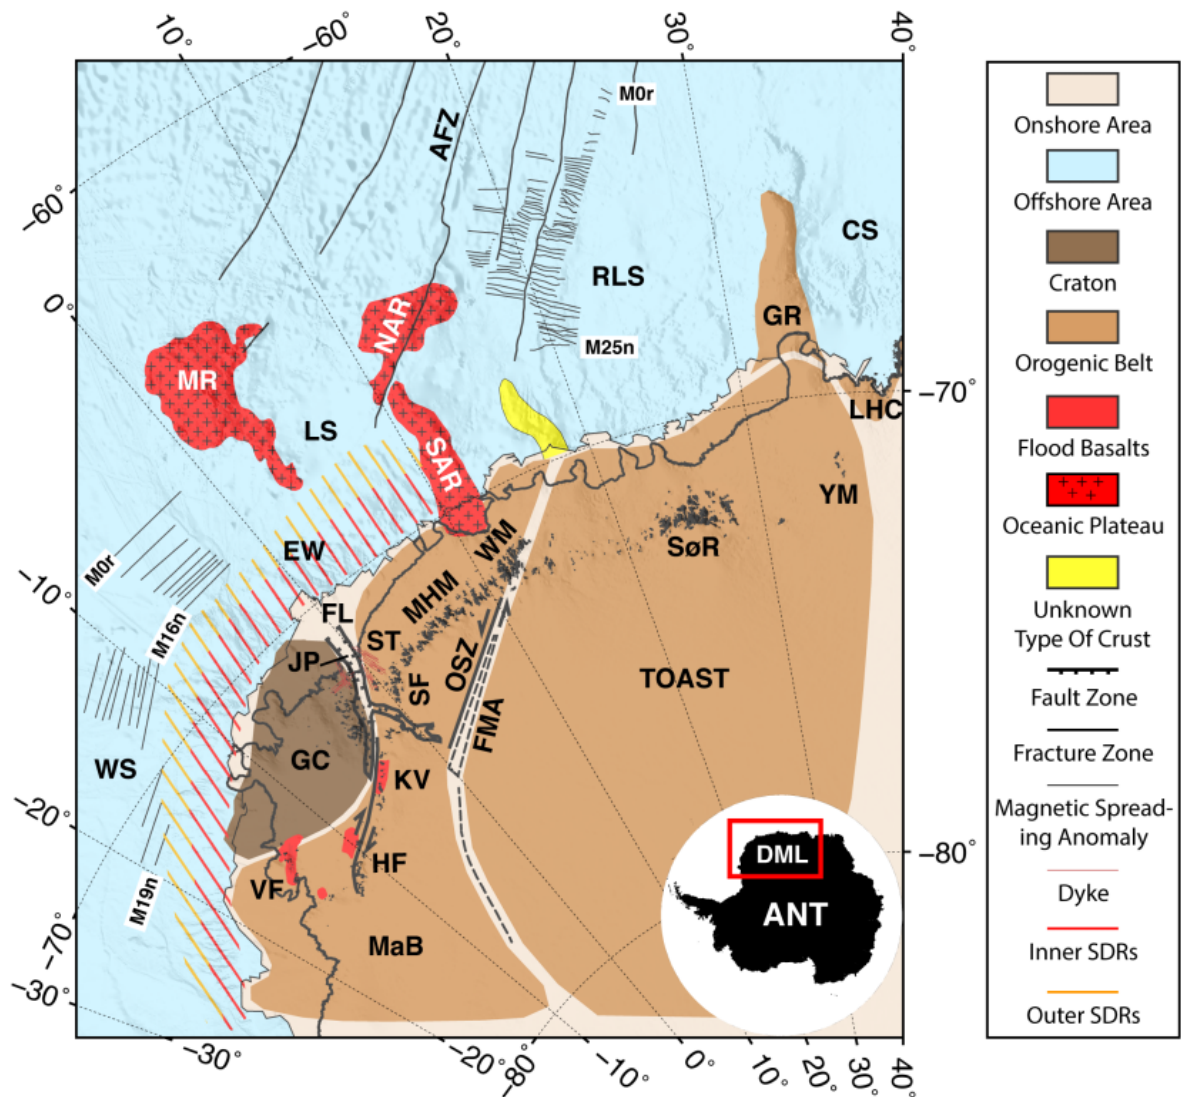 10° -60° 20° 30° 40°
M0r
AFZ
-60°
CS
RLS
0°
NAR
GR
M25n
MR
-70°
LHC
LS
SAR
YM
WM
SøR
EW
M0r
-10°
MHM
FL
M16n
ST
JP
OSZ
SF
TOAST
FMA
GC
WS
KV
-20°
DML
-80°
HF
VF
M19n
ANT
-70°
MaB
-30°
-30° -20° -80° -10° 0° 10° 20° 30° 40°
Onshore Area
Offshore Area
Craton
Orogenic Belt
Flood Basalts
Oceanic Plateau
Unknown
Type Of Crust
Fault Zone
Fracture Zone
Magnetic Spread-
ing Anomaly
Dyke
Inner SDRs
Outer SDRs